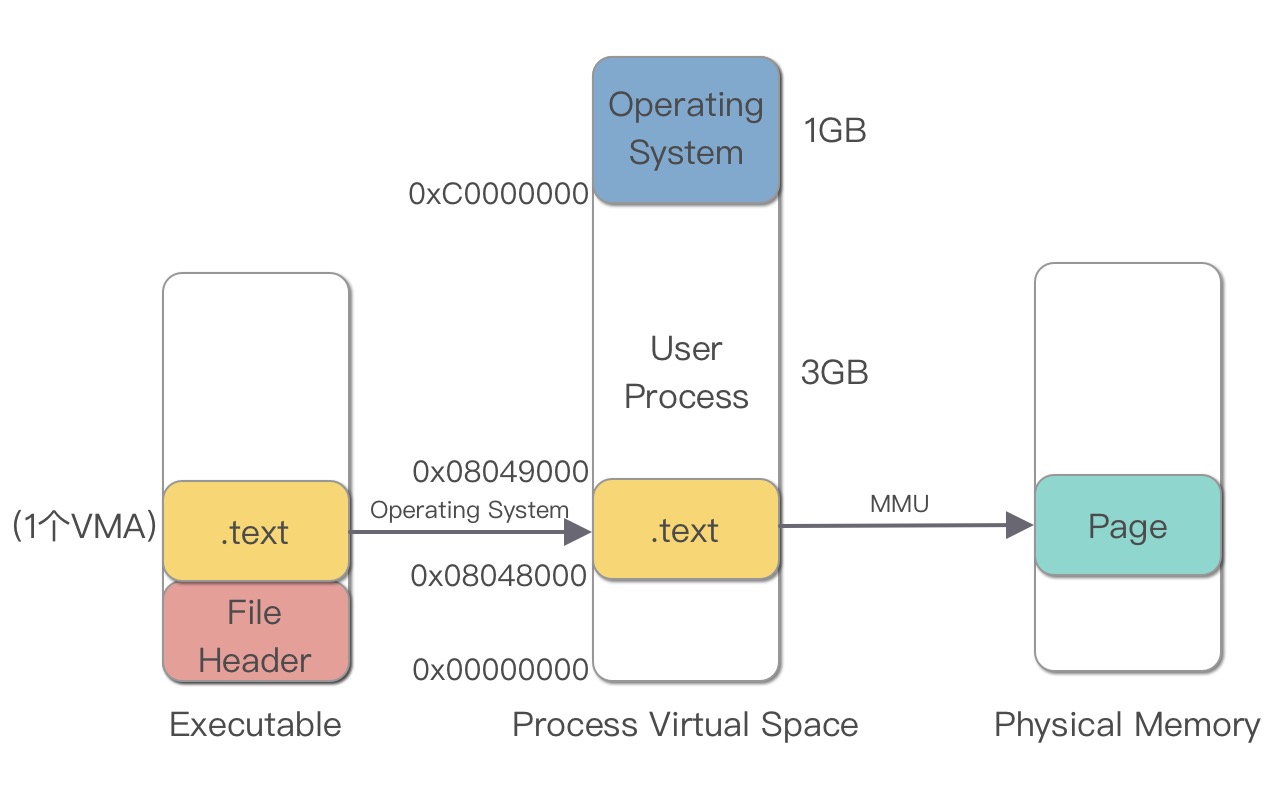 Operating
System
1GB
0xC0000000
User
Process
3GB
0x08049000
Operating System
MMU
(1个VMA)
.text
.text
Page
0x08048000
File
Header
0x00000000
Executable
Process Virtual Space
Physical Memory